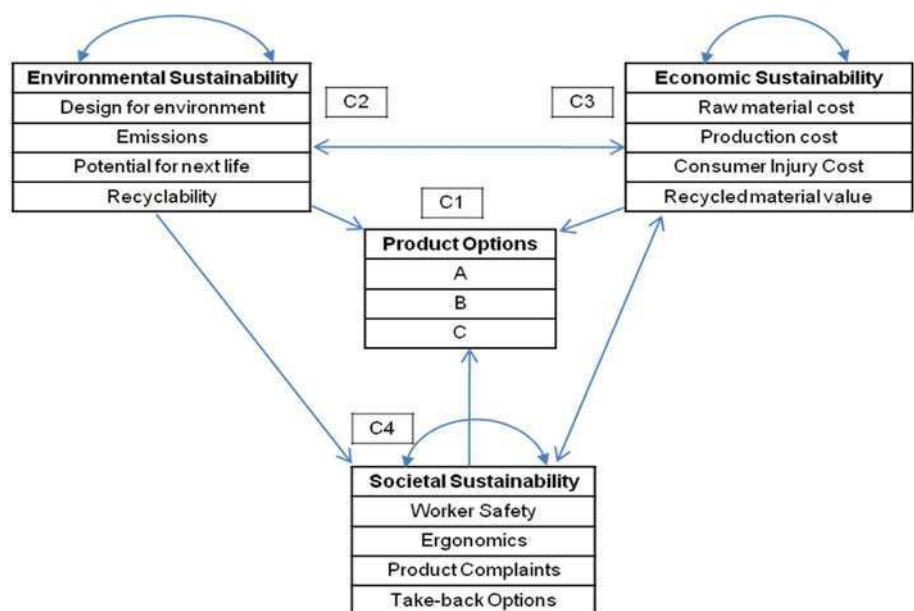 Environmental Sustainability
Design for environment
Emissions
Potential for next life
Recyclability
C2
C3
Economic Sustainability
Raw material cost
Production cost
Consumer Injury Cost
Recycled material value
C1
Product Options
A
B
C
C4
Societal Sustainability
Worker Safety
Ergonomics
Product Complaints
Take-back Options